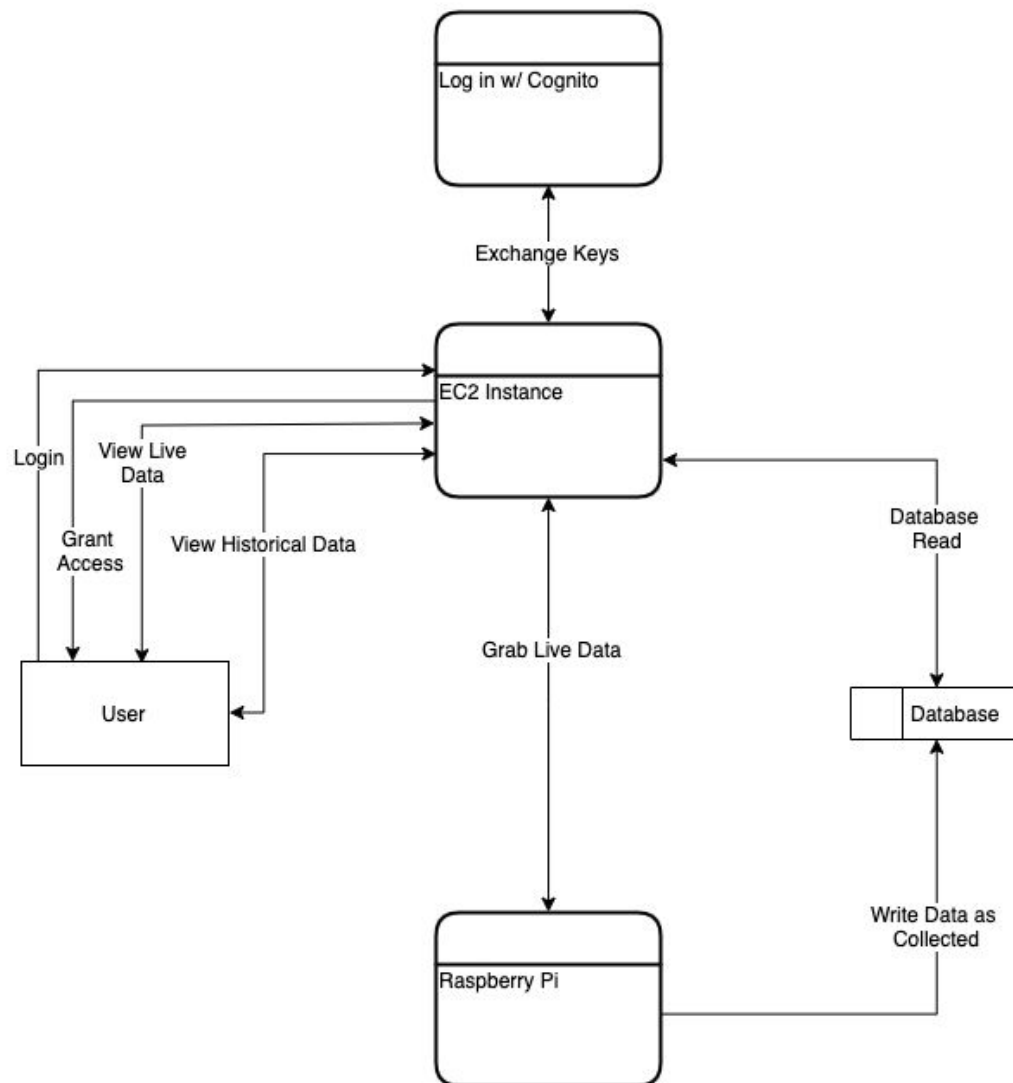 Log in w/ Cognito
Exchange Keys
EC2 Instance
Login
View Live
Data
Grant
Access
View Historical Data
Database
Read
Grab Live Data
User
Database
Write Data as
Collected
Raspberry Pi